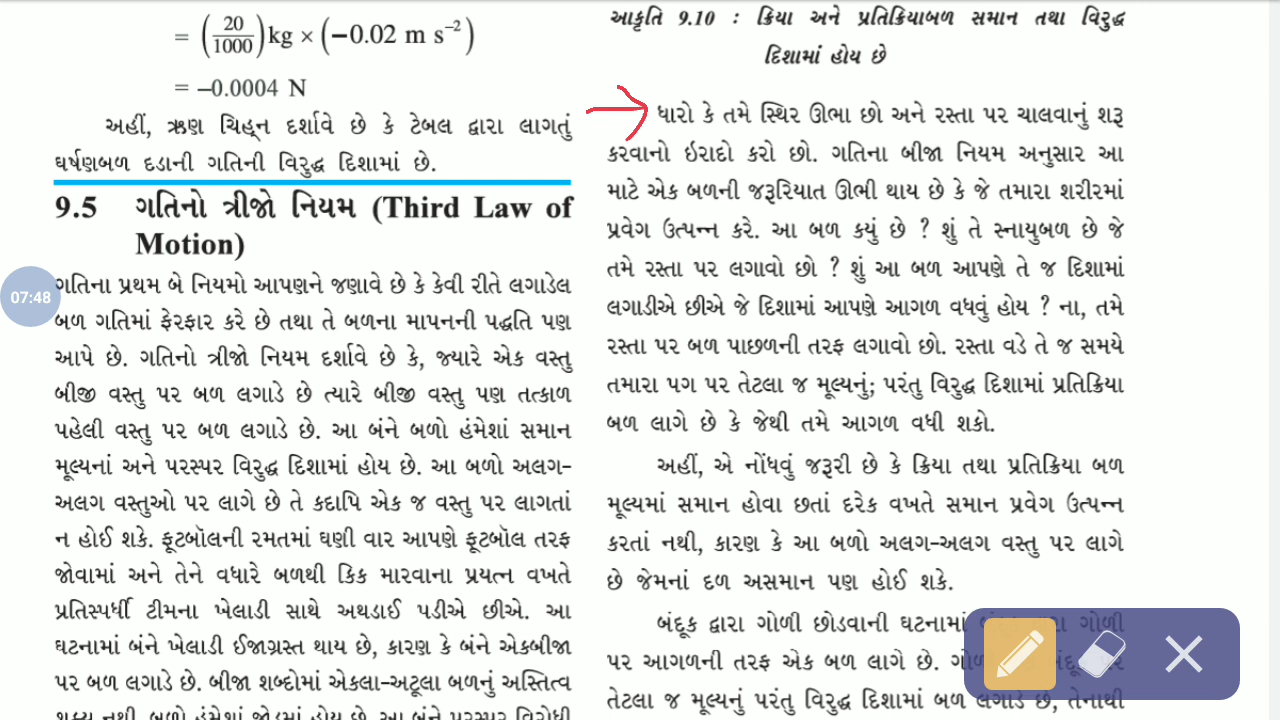 = (20/1000) kg × (−0.02 m s⁻²)
= –0.0004 N
અહીં, ઋણ ચિહ્ન દર્શાવે છે કે ટેબલ દ્વારા લાગતું
ઘર્ષણબળ દડાની ગતિની વિરુદ્ધ દિશામાં છે.
9.5 ગતિનો ત્રીજો નિયમ (Third Law of
Motion)
ગતિના પ્રથમ બે નિયમો આપણને જણાવે છે કે કેવી રીતે લગાડેલ
07:48
બળ ગતિમાં ફેરફાર કરે છે તથા તે બળના માપનની પદ્ધતિ પણ
આપે છે. ગતિનો ત્રીજો નિયમ દર્શાવે છે કે, જ્યારે એક વસ્તુ
બીજી વસ્તુ પર બળ લગાડે છે ત્યારે બીજી વસ્તુ પણ તત્કાળ
પહેલી વસ્તુ પર બળ લગાડે છે. આ બંને બળો હંમેશાં સમાન
મૂલ્યનાં અને પરસ્પર વિરુદ્ધ દિશામાં હોય છે. આ બળો અલગ-
અલગ વસ્તુઓ પર લાગે છે તે કદાપિ એક જ વસ્તુ પર લાગતાં
ન હોઈ શકે. ફૂટબૉલની રમતમાં ઘણી વાર આપણે ફૂટબૉલ તરફ
જોવામાં અને તેને વધારે બળથી કિક મારવાના પ્રયત્ન વખતે
પ્રતિસ્પર્ધી ટીમના ખેલાડી સાથે અથડાઈ પડીએ છીએ. આ
ઘટનામાં બંને ખેલાડી ઈજાગ્રસ્ત થાય છે, કારણ કે બંને એકબીજા
પર બળ લગાડે છે. બીજા શબ્દોમાં એકલા-અટૂલા બળનું અસ્તિત્વ
શક્ય નથી. બળો હંમેશાં જોડમાં હોય છે. આ બંને પરસ્પર વિરોધી
આકૃતિ 9.10 : ક્રિયા અને પ્રતિક્રિયાબળ સમાન તથા વિરુદ્ધ
દિશામાં હોય છે
ધારો કે તમે સ્થિર ઊભા છો અને રસ્તા પર ચાલવાનું શરૂ
કરવાનો ઇરાદો કરો છો. ગતિના બીજા નિયમ અનુસાર આ
માટે એક બળની જરૂરિયાત ઊભી થાય છે કે જે તમારા શરીરમાં
પ્રવેગ ઉત્પન્ન કરે. આ બળ કયું છે ? શું તે સ્નાયુબળ છે જે
તમે રસ્તા પર લગાવો છો ? શું આ બળ આપણે તે જ દિશામાં
લગાડીએ છીએ જે દિશામાં આપણે આગળ વધવું હોય ? ના, તમે
રસ્તા પર બળ પાછળની તરફ લગાવો છો. રસ્તા વડે તે જ સમયે
તમારા પગ પર તેટલા જ મૂલ્યનું; પરંતુ વિરુદ્ધ દિશામાં પ્રતિક્રિયા
બળ લાગે છે કે જેથી તમે આગળ વધી શકો.
અહીં, એ નોંધવું જરૂરી છે કે ક્રિયા તથા પ્રતિક્રિયા બળ
મૂલ્યમાં સમાન હોવા છતાં દરેક વખતે સમાન પ્રવેગ ઉત્પન્ન
કરતાં નથી, કારણ કે આ બળો અલગ-અલગ વસ્તુ પર લાગે
છે જેમનાં દળ અસમાન પણ હોઈ શકે.
બંદૂક દ્વારા ગોળી છોડવાની ઘટનામાં ગોળી
પર આગળની તરફ એક બળ લાગે છે.
તેટલા જ મૂલ્યનું પરંતુ વિરુદ્ધ દિશામાં બળ લગાડે છે, તેનાથી